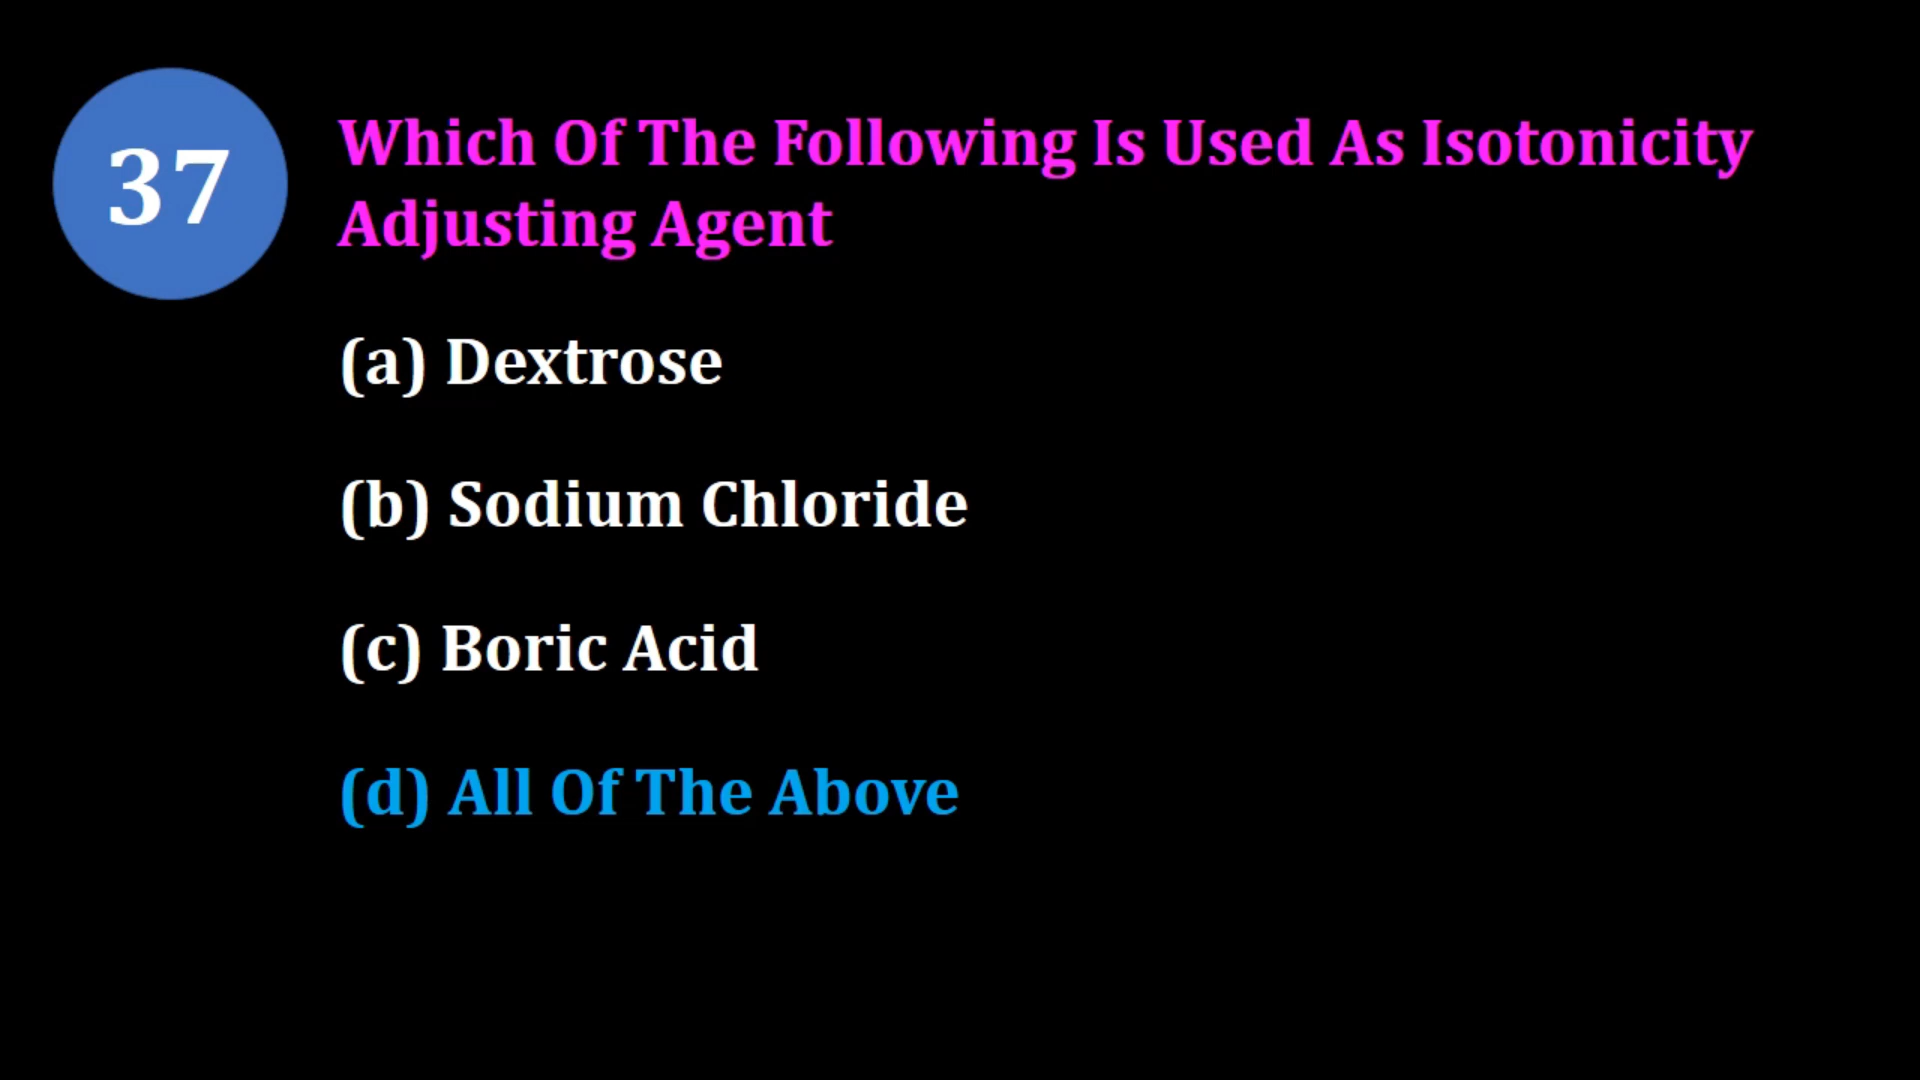 37
Which Of The Following Is Used As Isotonicity
Adjusting Agent
(a) Dextrose
(b) Sodium Chloride
(c) Boric Acid
(d) All Of The Above